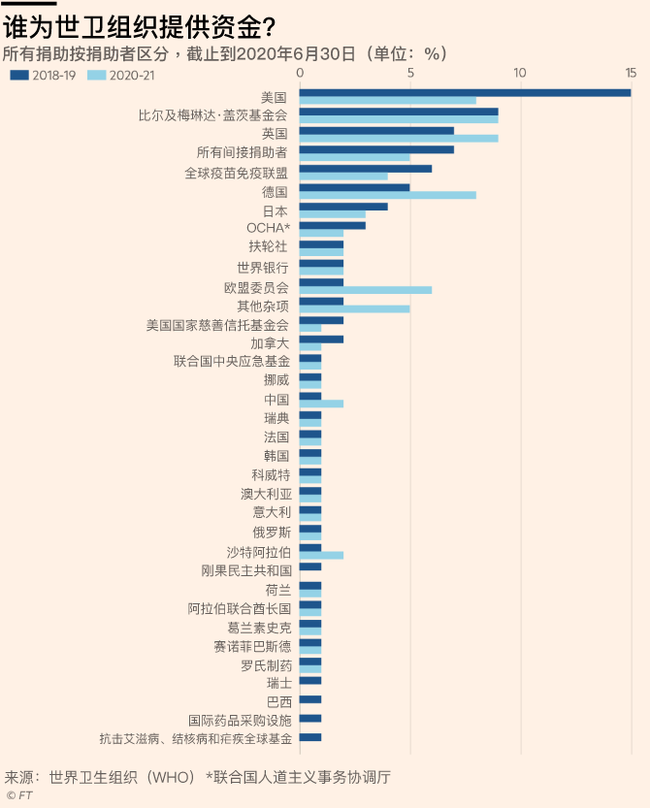 谁为世卫组织提供资金？
所有捐助按捐助者区分，截止到2020年6月30日（单位：%）
2018-19 2020-21
0 5 10 15
美国
比尔及梅琳达·盖茨基金会
英国
所有间接捐助者
全球疫苗免疫联盟
德国
日本
OCHA*
扶轮社
世界银行
欧盟委员会
其他杂项
美国国家慈善信托基金会
加拿大
联合国中央应急基金
挪威
中国
瑞典
法国
韩国
科威特
澳大利亚
意大利
俄罗斯
沙特阿拉伯
刚果民主共和国
荷兰
阿拉伯联合酋长国
葛兰素史克
赛诺菲巴斯德
罗氏制药
瑞士
巴西
国际药品采购设施
抗击艾滋病、结核病和疟疾全球基金
来源：世界卫生组织（WHO）*联合国人道主义事务协调厅
© FT